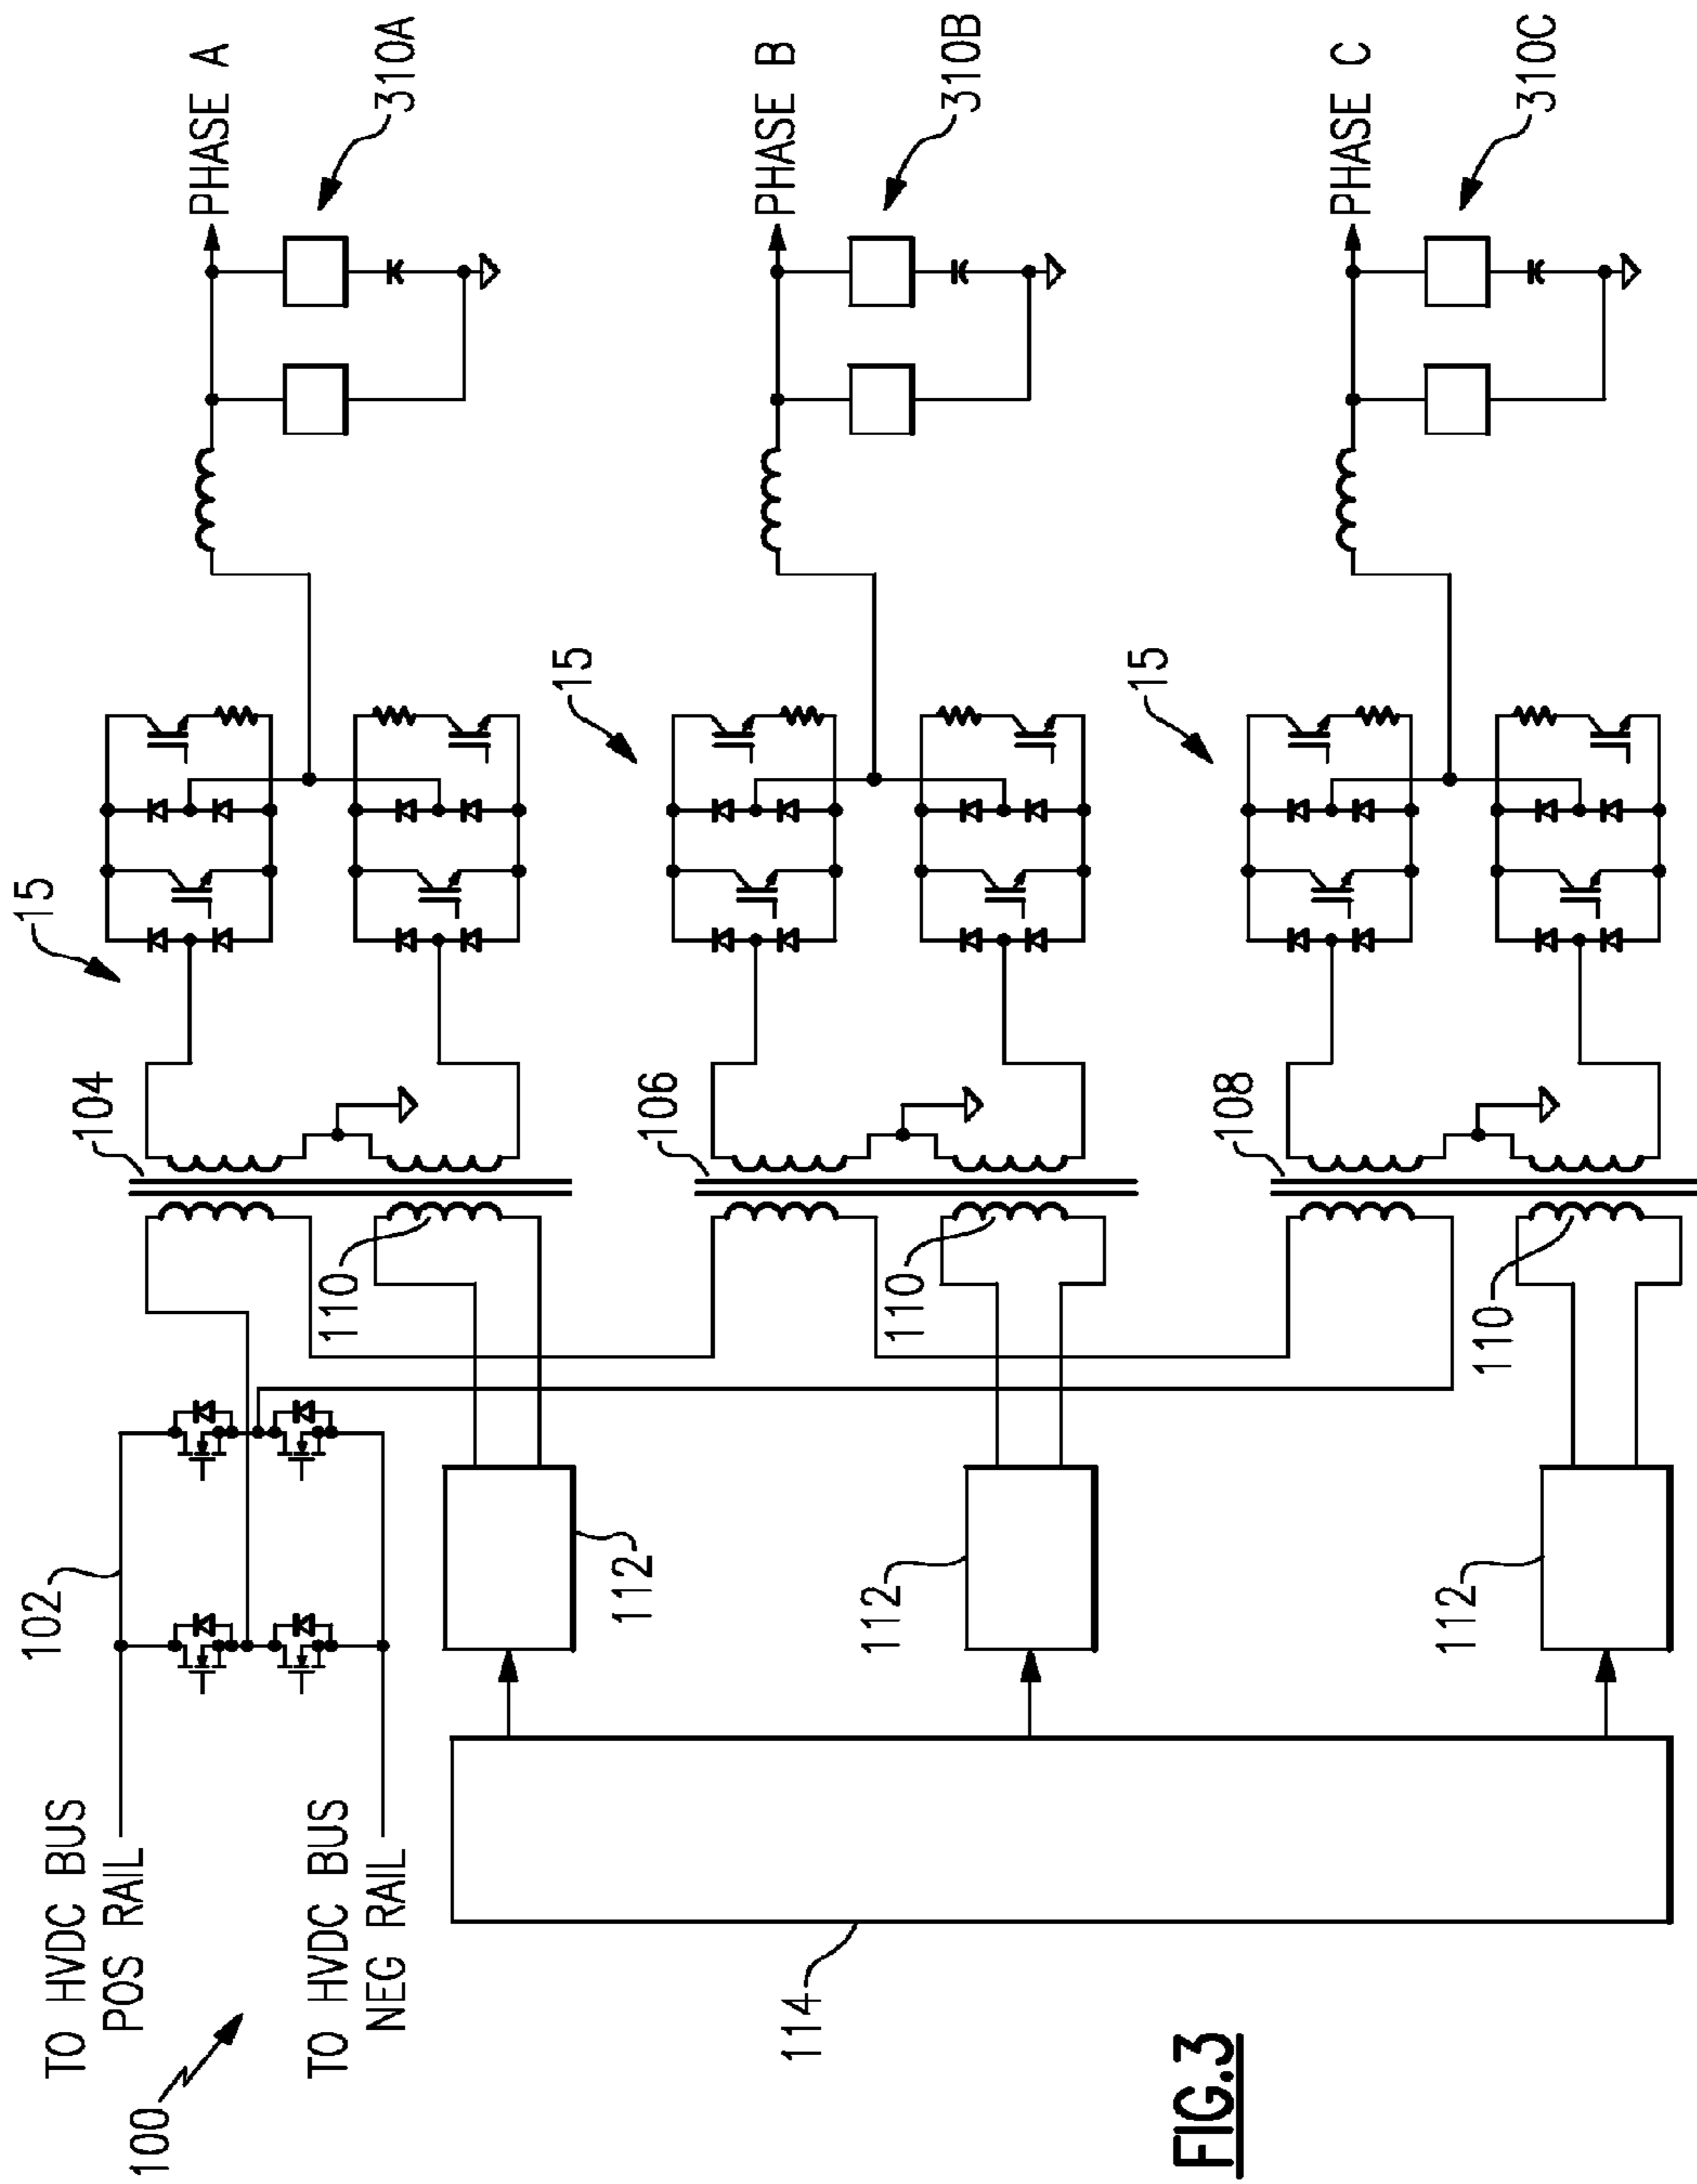 100
TO HVDC BUS
POS RAIL
TO HVDC BUS
NEG RAIL
102
104
15
PHASE A
310A
110
112
106
15
PHASE B
310B
110
112
108
15
PHASE C
310C
110
112
114
FIG.3